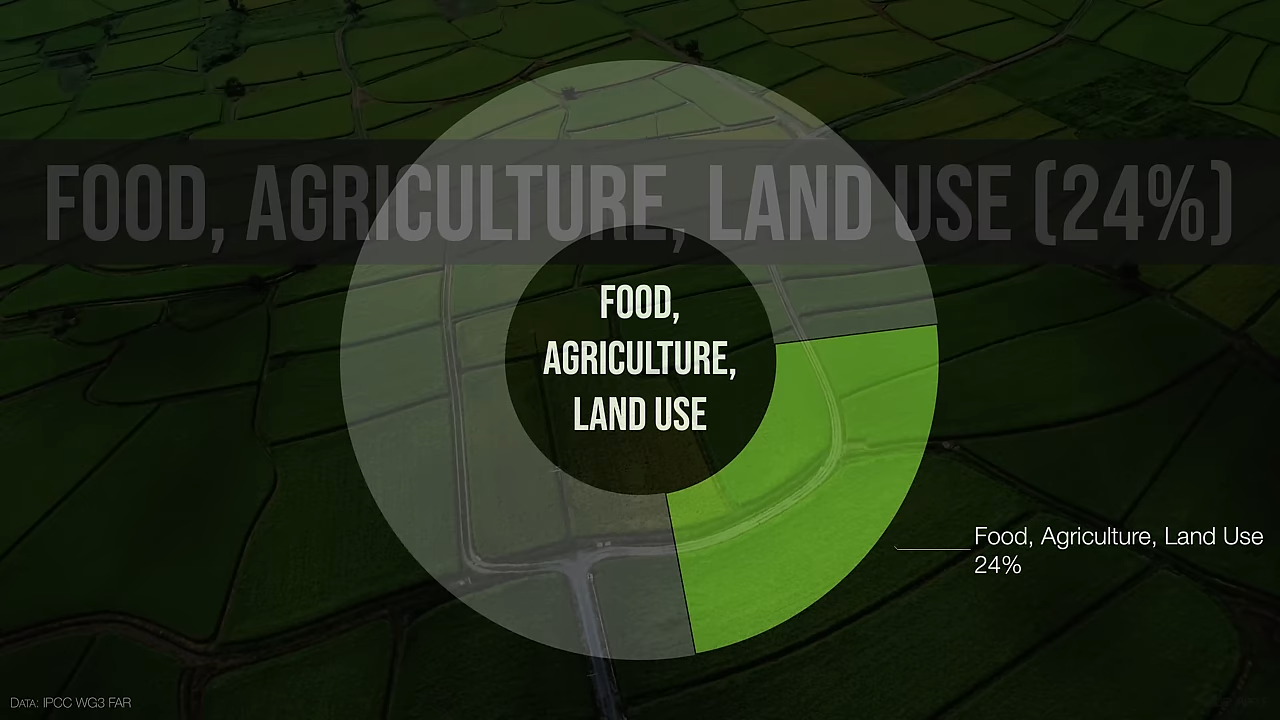 FOOD, AGRICULTURE, LAND USE (24%)
FOOD,
AGRICULTURE,
LAND USE
Food, Agriculture, Land Use
24%
DATA: IPCC WG3 FAR